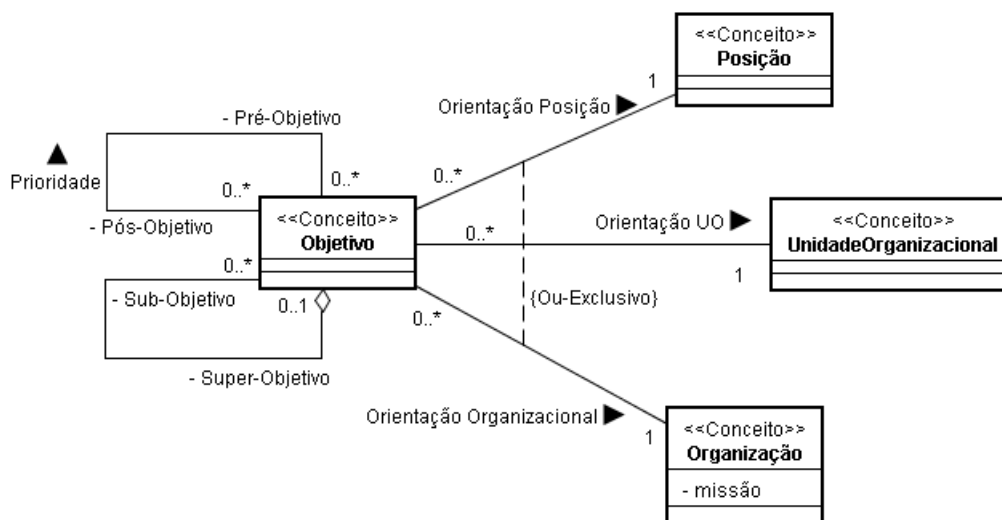 <<Conceito>>
Posição
1
Orientação Posição
- Pré-Objetivo
Prioridade
0..*
0..*
0..*
- Pós-Objetivo
<<Conceito>>
Objetivo
0..*
Orientação UO
<<Conceito>>
UnidadeOrganizacional
1
0..*
- Sub-Objetivo
0..1
{Ou-Exclusivo}
0..*
- Super-Objetivo
Orientação Organizacional
1
<<Conceito>>
Organização
- missão